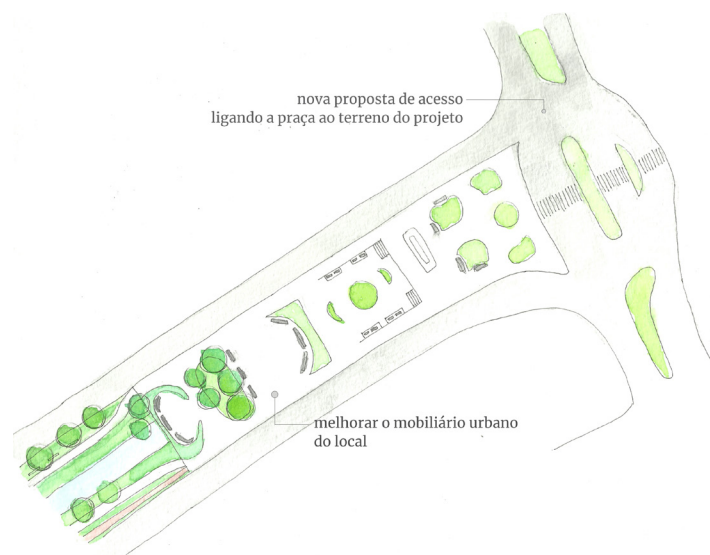 nova proposta de acesso
ligando a praça ao terreno do projeto
melhorar o mobiliário urbano
do local